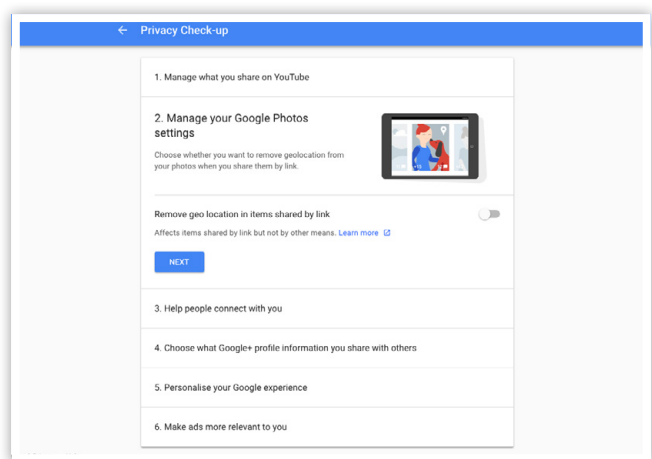 Privacy Check-up
1. Manage what you share on YouTube
2. Manage your Google Photos
settings
Choose whether you want to remove geolocation from
your photos when you share them by link.
Remove geo location in items shared by link
Affects items shared by link but not by other means. Learn more
NEXT
3. Help people connect with you
4. Choose what Google+ profile information you share with others
5. Personalise your Google experience
6. Make ads more relevant to you